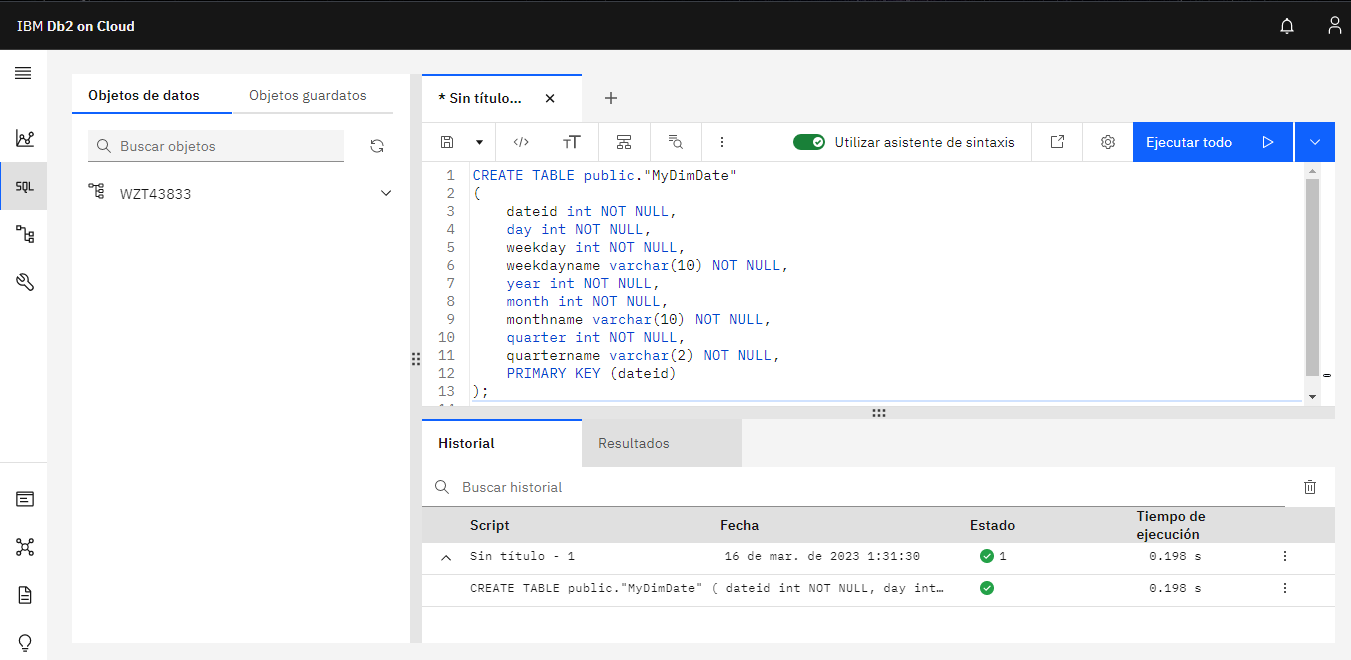 IBM Db2 on Cloud
Objetos de datos
Objetos guardatos
Buscar objetos
WZT43833
SQL
* Sin título...
Utilizar asistente de sintaxis
Ejecutar todo
1 CREATE TABLE public."MyDimDate"
2 (
3 dateid int NOT NULL,
4 day int NOT NULL,
5 weekday int NOT NULL,
6 weekdayname varchar(10) NOT NULL,
7 year int NOT NULL,
8 month int NOT NULL,
9 monthname varchar(10) NOT NULL,
10 quarter int NOT NULL,
11 quartername varchar(2) NOT NULL,
12 PRIMARY KEY (dateid)
13 );
Historial
Resultados
Buscar historial
Script Fecha Estado Tiempo de
ejecución
Sin título - 1 16 de mar. de 2023 1:31:30 1 0.198 s
CREATE TABLE public."MyDimDate" ( dateid int NOT NULL, day int… 0.198 s